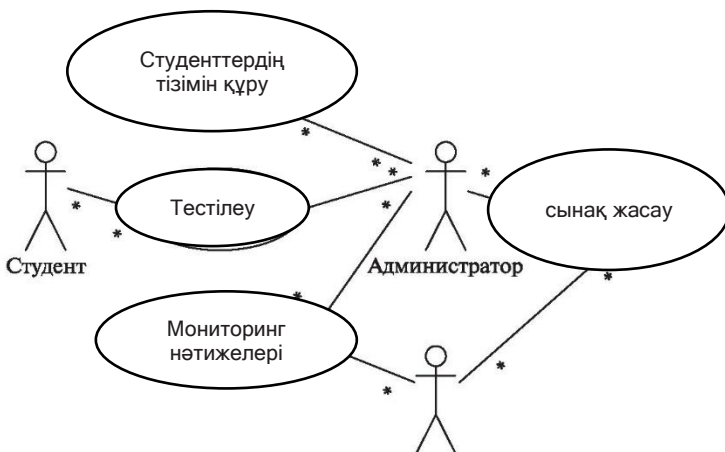 Студенттердің
тізімін құру
Тестілеу
сынақ жасау
Студент
Администратор
Мониторинг
нәтижелері